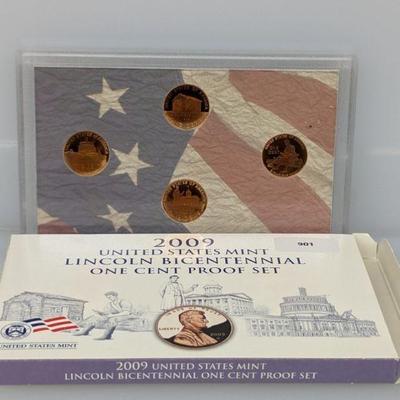 2009
UNITED STATES MINT
LINCOLN BICENTENNIAL
ONE CENT PROOF SET
901
LIBERTY
2009
UNITED STATES MINT
2009 UNITED STATES MINT
LINCOLN BICENTENNIAL ONE CENT PROOF SET